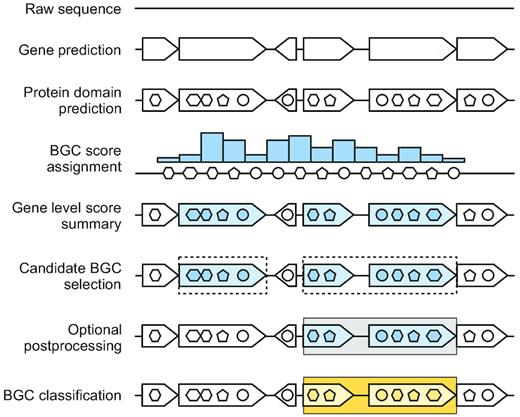 Raw sequence
Gene prediction
Protein domain
prediction
BGC score
assignment
Gene level score
summary
Candidate BGC
selection
Optional
postprocessing
BGC classification